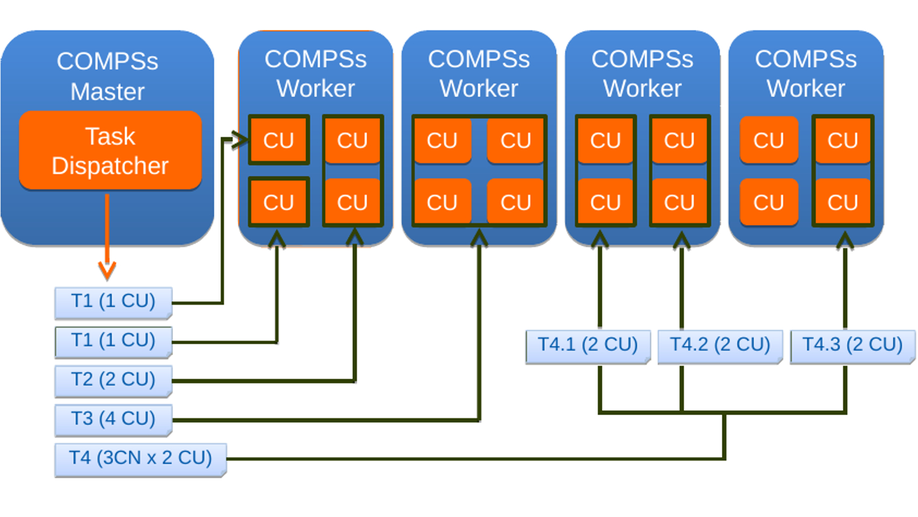 COMPSs
Master
Task
Dispatcher
COMPSs
Worker
CU CU
CU CU
COMPSs
Worker
CU CU
CU CU
COMPSs
Worker
CU CU
CU CU
COMPSs
Worker
CU CU
CU CU
T1 (1 CU)
T1 (1 CU)
T2 (2 CU)
T3 (4 CU)
T4 (3CN x 2 CU)
T4.1 (2 CU)
T4.2 (2 CU)
T4.3 (2 CU)